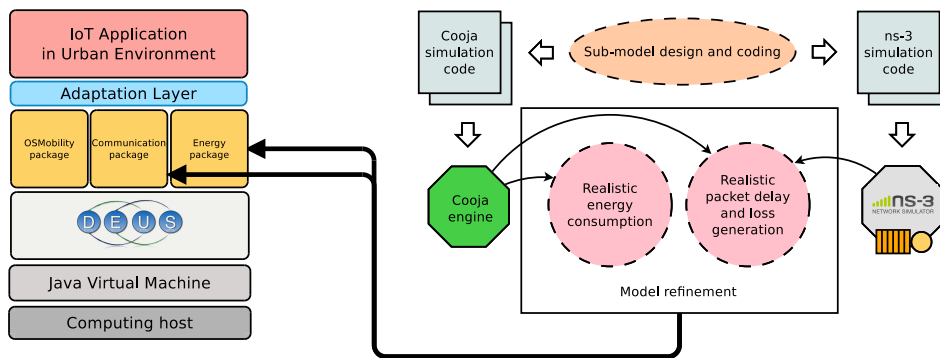 IoT Application
in Urban Environment
Adaptation Layer
OSMobility
package
Communication
package
Energy
package
DEUS
Java Virtual Machine
Computing host
Cooja
simulation
code
Sub-model design and coding
ns-3
simulation
code
Cooja
engine
Realistic
energy
consumption
Realistic
packet delay
and loss
generation
Model refinement
ns-3
NETWORK SIMULATOR